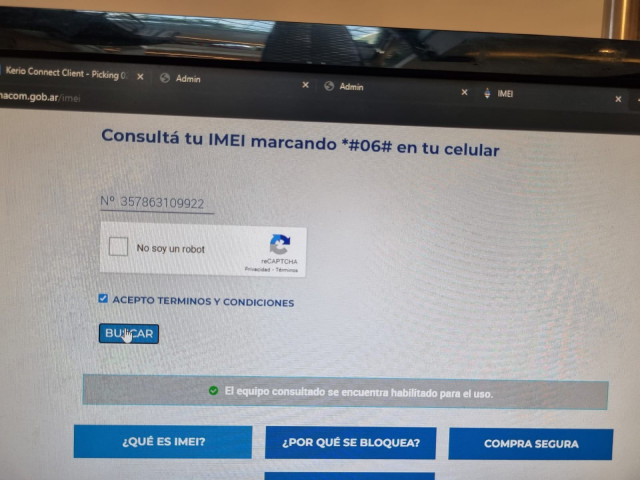 Kerio Connect Client - Picking
Admin
Admin
IMEI
nacom.gob.ar/imei
Consultá tu IMEI marcando *#06# en tu celular
Nº 357863109922
No soy un robot
reCAPTCHA
Privacidad - Términos
ACEPTO TERMINOS Y CONDICIONES
BUSCAR
El equipo consultado se encuentra habilitado para el uso.
¿QUÉ ES IMEI?
¿POR QUÉ SE BLOQUEA?
COMPRA SEGURA